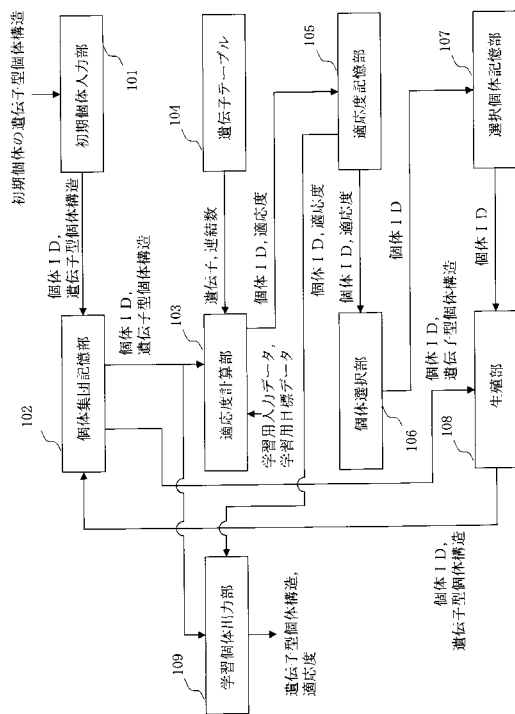 初期個体の遺伝子型個体構造
初期個体入力部
101
個体ID,
遺伝子型個体構造
個体集団記憶部
102
個体ID,
遺伝子型個体構造
遺伝子テーブル
104
遺伝子,連結数
適応度計算部
103
学習用入力データ,
学習用目標データ
個体ID,適応度
適応度記憶部
105
個体ID,適応度
個体ID,適応度
個体選択部
106
個体ID
選択個体記憶部
107
個体ID
個体ID,
遺伝子型個体構造
生殖部
108
個体ID,
遺伝子型個体構造
学習個体出力部
109
遺伝子型個体構造,
適応度